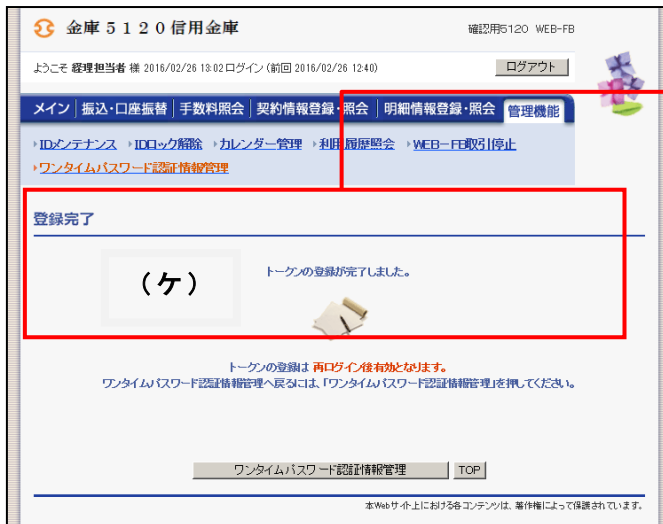 金庫５１２０信用金庫
確認用5120 WEB-FB
ようこそ 経理担当者 様 2016/02/26 13:02 ログイン (前回 2016/02/26 12:40)
ログアウト
メイン 振込・口座振替 手数料照会 契約情報登録・照会 明細情報登録・照会 管理機能
IDメンテナンス IDロック解除 カレンダー管理 利用履歴照会 WEB－FB取引停止
ワンタイムパスワード認証情報管理
登録完了
（ケ）
トークンの登録が完了しました。
トークンの登録は 再ログイン後有効となります。
ワンタイムパスワード認証情報管理へ戻るには、「ワンタイムパスワード認証情報管理」を押してください。
ワンタイムパスワード認証情報管理 TOP
本Webサイト上における各コンテンツは、著作権によって保護されています。